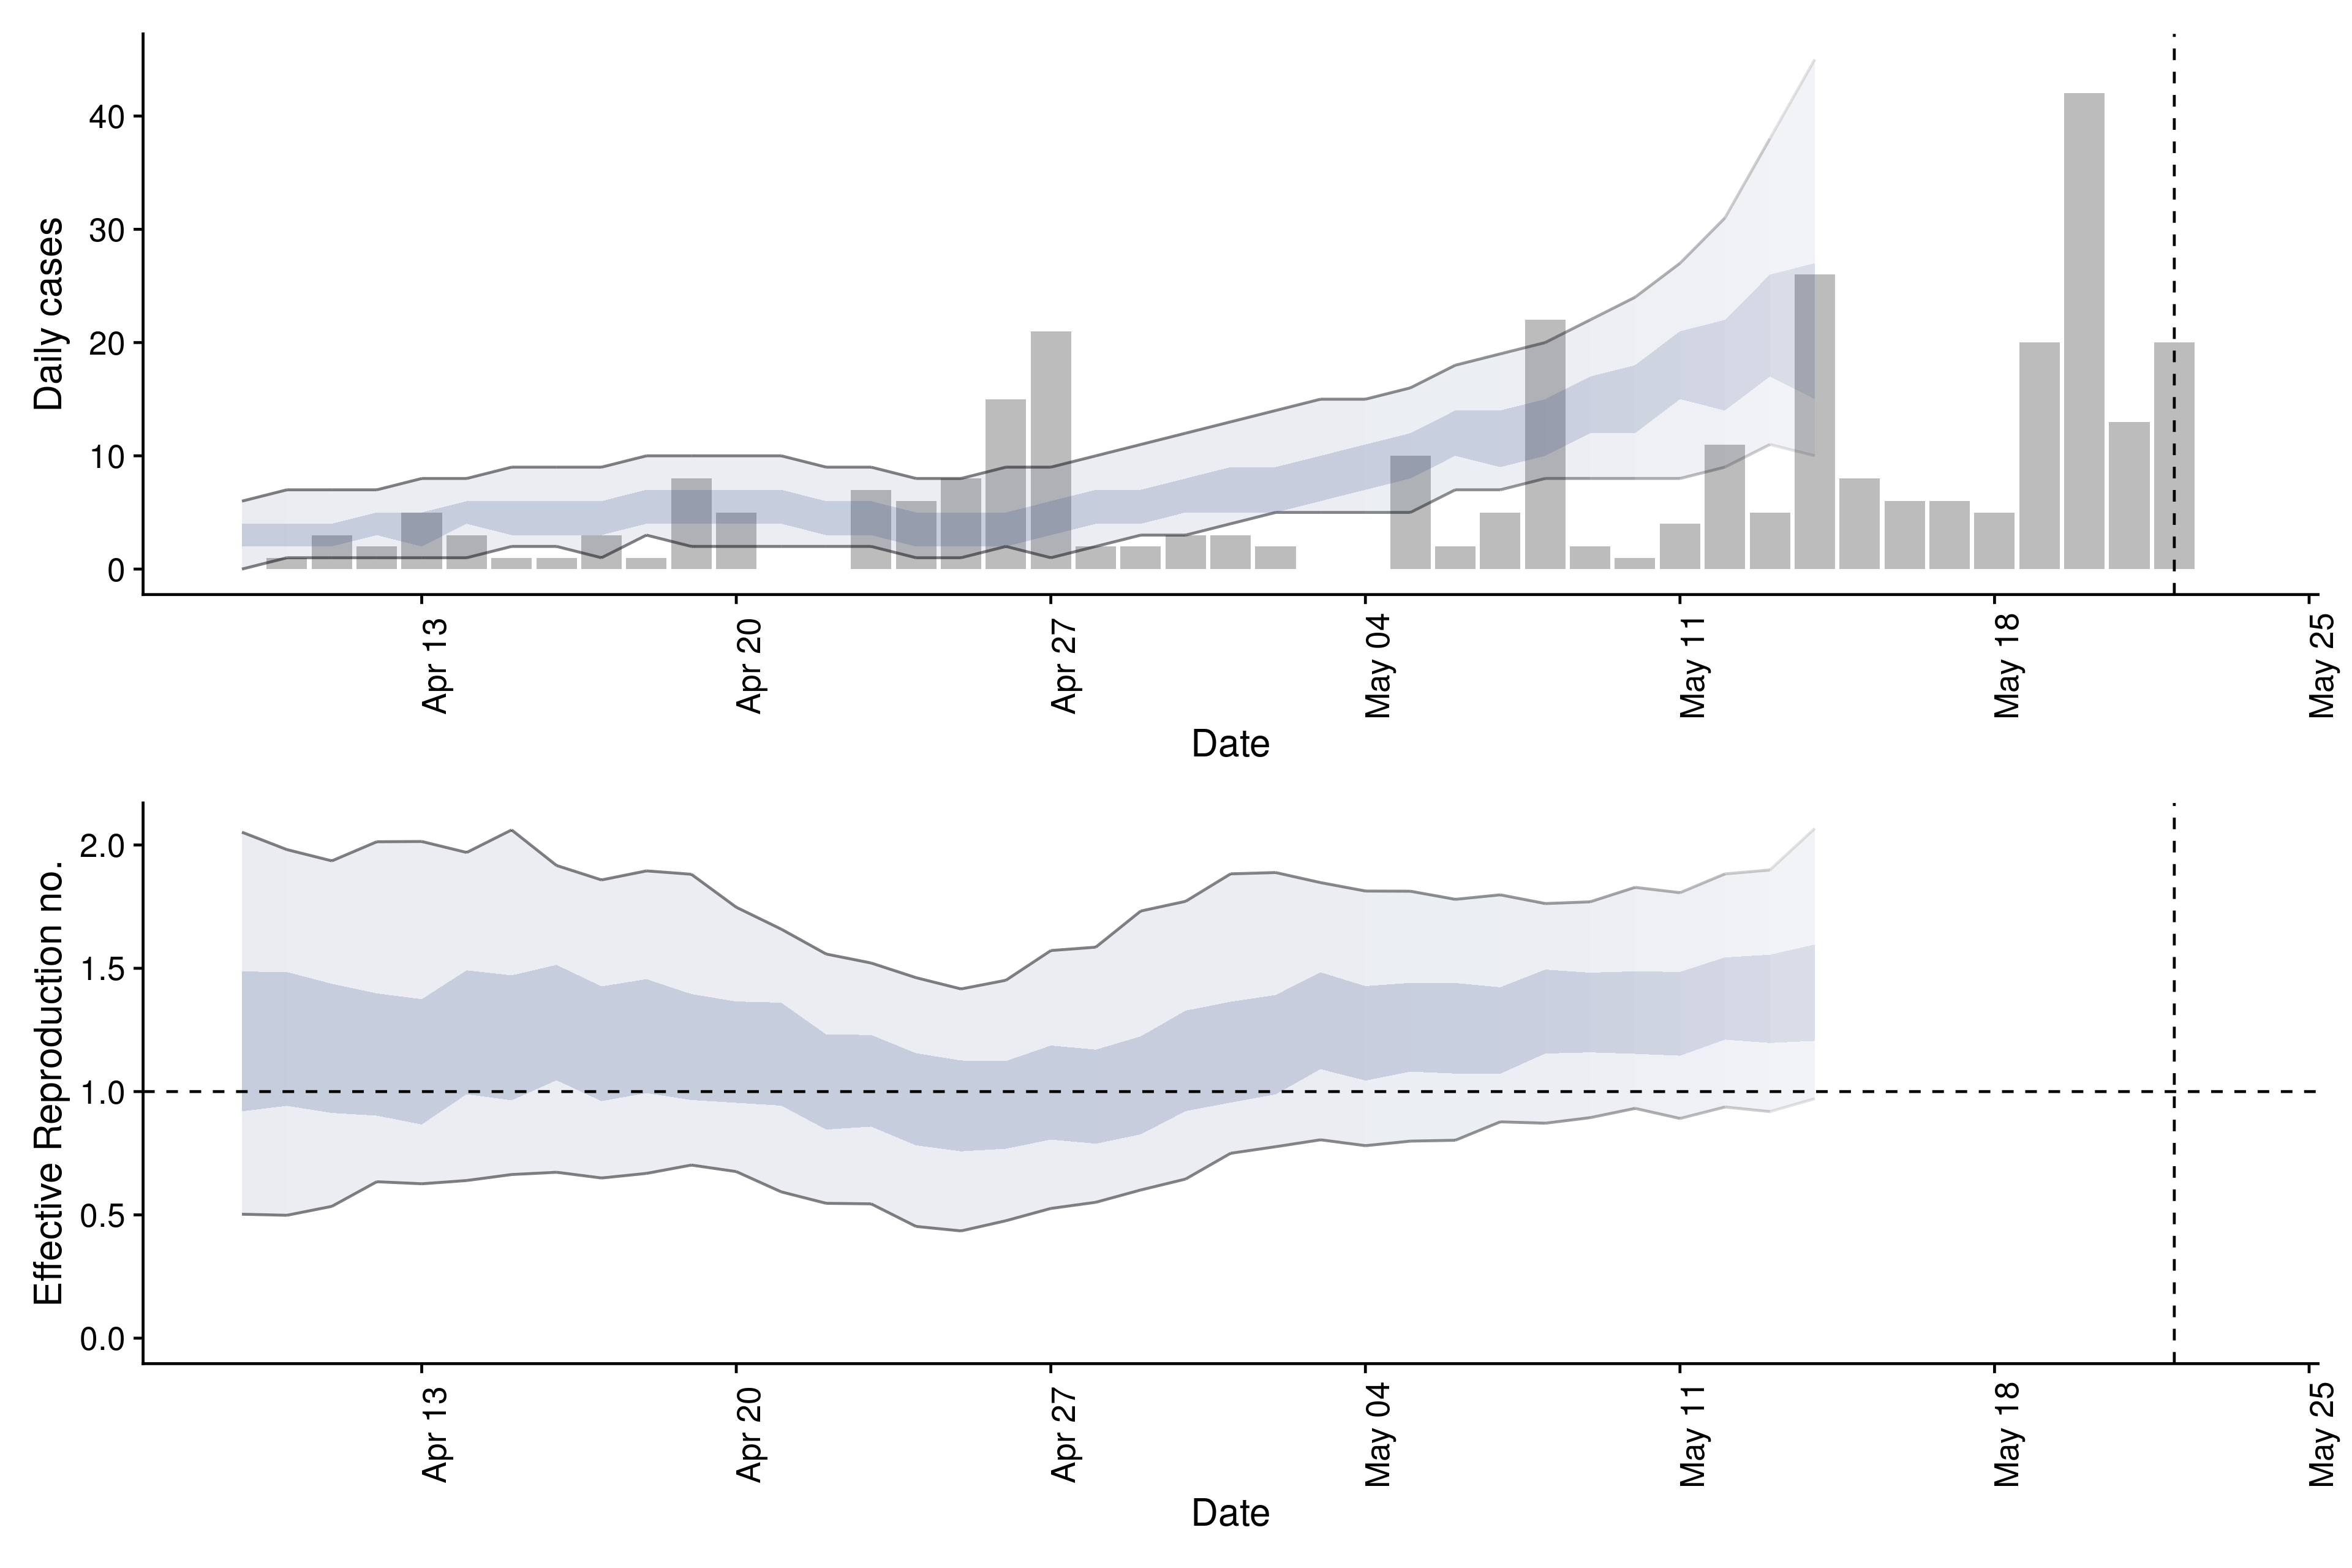 Daily cases
40
30
20
10
0
Apr 13
Apr 20
Apr 27
May 04
May 11
May 18
May 25
Date
Effective Reproduction no.
2.0
1.5
1.0
0.5
0.0
Apr 13
Apr 20
Apr 27
May 04
May 11
May 18
May 25
Date